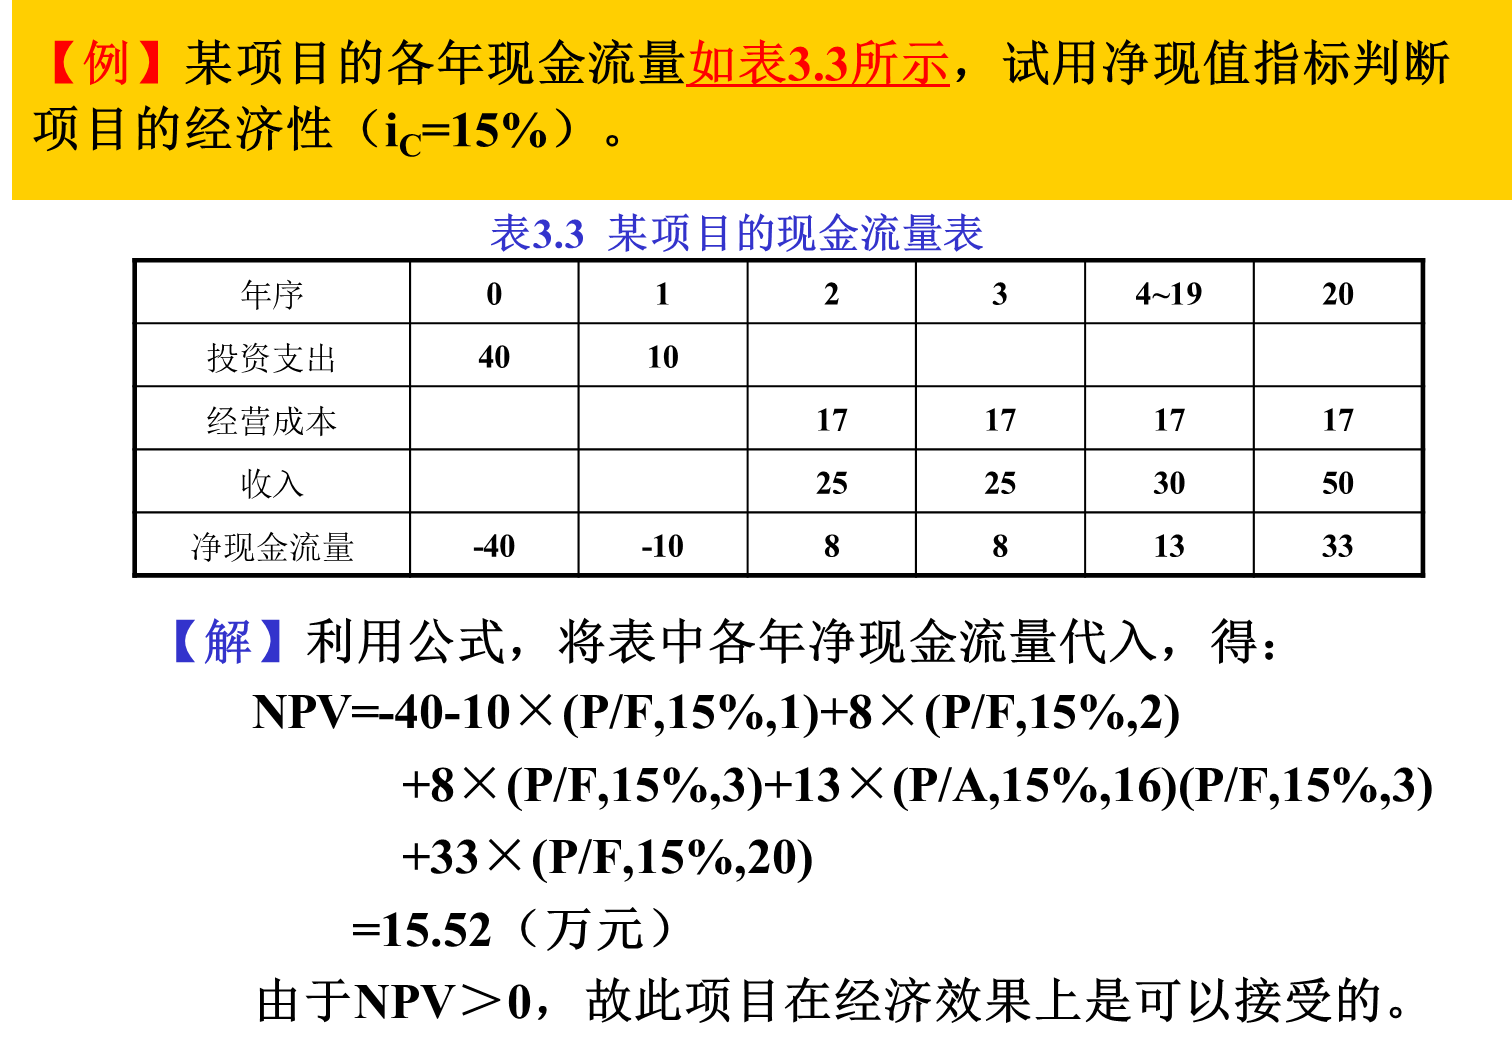 【例】某项目的各年现金流量如表3.3所示，试用净现值指标判断
项目的经济性（iC=15%）。
表3.3 某项目的现金流量表
年序 0 1 2 3 4~19 20
投资支出 40 10
经营成本 17 17 17 17
收入 25 25 30 50
净现金流量 -40 -10 8 8 13 33
【解】利用公式，将表中各年净现金流量代入，得：
NPV=-40-10×(P/F,15%,1)+8×(P/F,15%,2)
+8×(P/F,15%,3)+13×(P/A,15%,16)(P/F,15%,3)
+33×(P/F,15%,20)
=15.52（万元）
由于NPV＞0，故此项目在经济效果上是可以接受的。